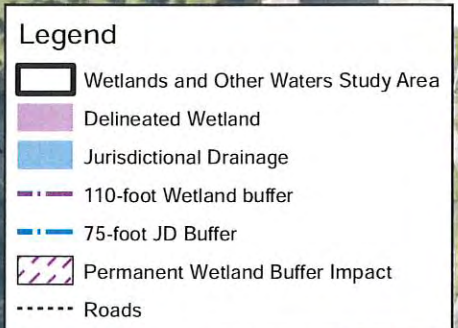 Legend
Wetlands and Other Waters Study Area
Delineated Wetland
Jurisdictional Drainage
110-foot Wetland buffer
75-foot JD Buffer
Permanent Wetland Buffer Impact
Roads